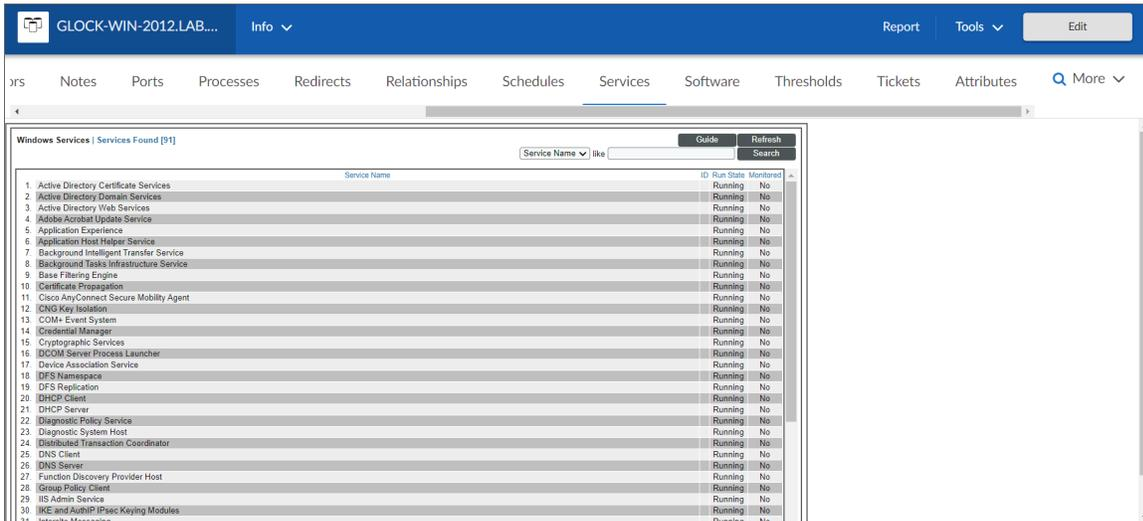 GLOCK-WIN-2012.LAB.... Info Report Tools Edit
ors Notes Ports Processes Redirects Relationships Schedules Services Software Thresholds Tickets Attributes More
Windows Services | Services Found [91] Guide Refresh
Service Name like Search
Service Name ID Run State Monitored
1. Active Directory Certificate Services Running No
2. Active Directory Domain Services Running No
3. Active Directory Web Services Running No
4. Adobe Acrobat Update Service Running No
5. Application Experience Running No
6. Application Host Helper Service Running No
7. Background Intelligent Transfer Service Running No
8. Background Tasks Infrastructure Service Running No
9. Base Filtering Engine Running No
10. Certificate Propagation Running No
11. Cisco AnyConnect Secure Mobility Agent Running No
12. CNG Key Isolation Running No
13. COM+ Event System Running No
14. Credential Manager Running No
15. Cryptographic Services Running No
16. DCOM Server Process Launcher Running No
17. Device Association Service Running No
18. DFS Namespace Running No
19. DFS Replication Running No
20. DHCP Client Running No
21. DHCP Server Running No
22. Diagnostic Policy Service Running No
23. Diagnostic System Host Running No
24. Distributed Transaction Coordinator Running No
25. DNS Client Running No
26. DNS Server Running No
27. Function Discovery Provider Host Running No
28. Group Policy Client Running No
29. IIS Admin Service Running No
30. IKE and AuthIP IPsec Keying Modules Running No
31. Intersite Messaging Running No